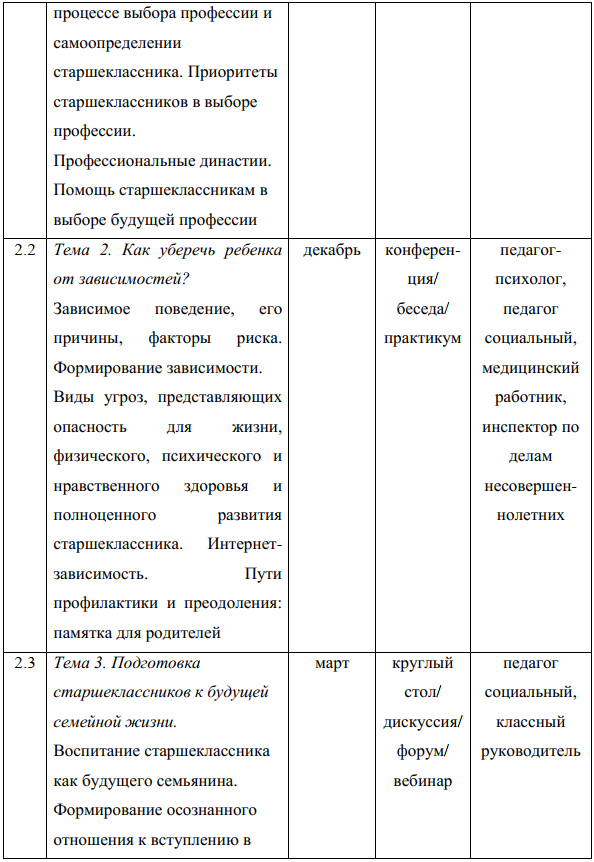 процессе выбора профессии и
самоопределении
старшеклассника. Приоритеты
старшеклассников в выборе
профессии.
Профессиональные династии.
Помощь старшеклассникам в
выборе будущей профессии
2.2
Тема 2. Как уберечь ребенка
от зависимостей?
Зависимое поведение, его
причины, факторы риска.
Формирование зависимости.
Виды угроз, представляющих
опасность для жизни,
физического, психического и
нравственного здоровья и
полноценного развития
старшеклассника. Интернет-
зависимость. Пути
профилактики и преодоления:
памятка для родителей
декабрь
конферен-
ция/
беседа/
практикум
педагог-
психолог,
педагог
социальный,
медицинский
работник,
инспектор по
делам
несовершен-
нолетних
2.3
Тема 3. Подготовка
старшеклассников к будущей
семейной жизни.
Воспитание старшеклассника
как будущего семьянина.
Формирование осознанного
отношения к вступлению в
март
круглый
стол/
дискуссия/
форум/
вебинар
педагог
социальный,
классный
руководитель